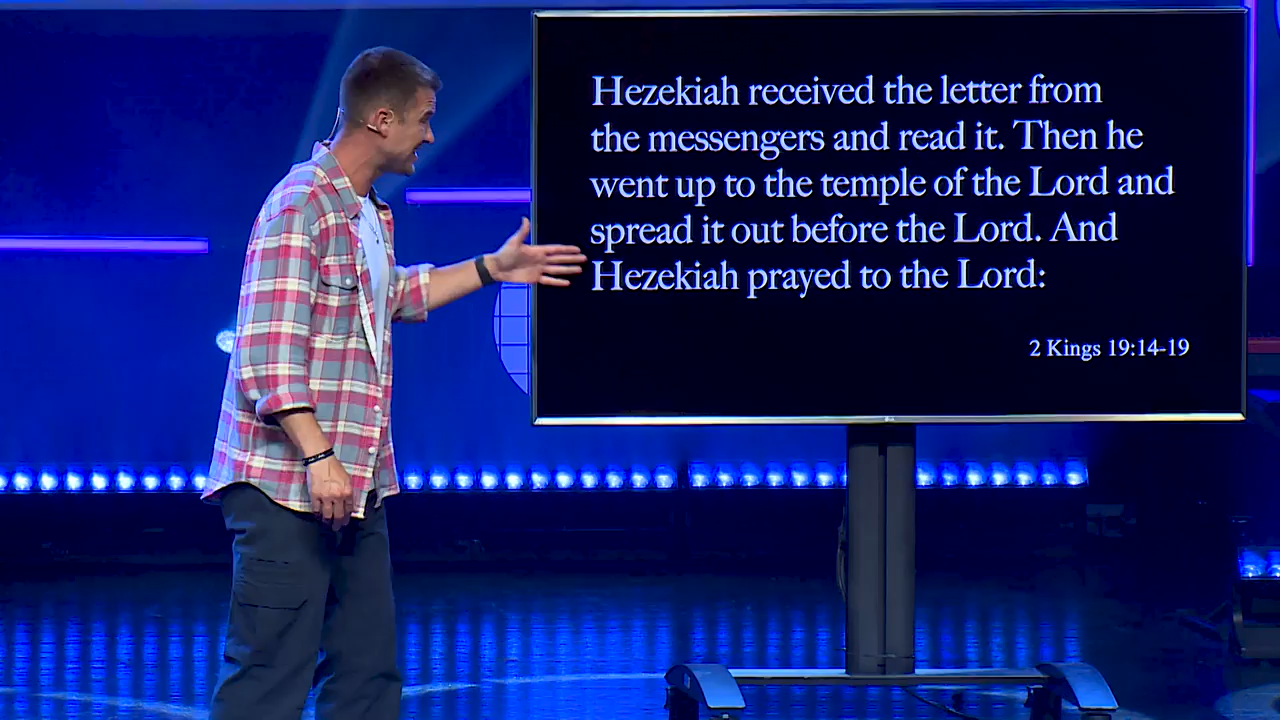 Hezekiah received the letter from
the messengers and read it. Then he
went up to the temple of the Lord and
spread it out before the Lord. And
Hezekiah prayed to the Lord:
2 Kings 19:14-19